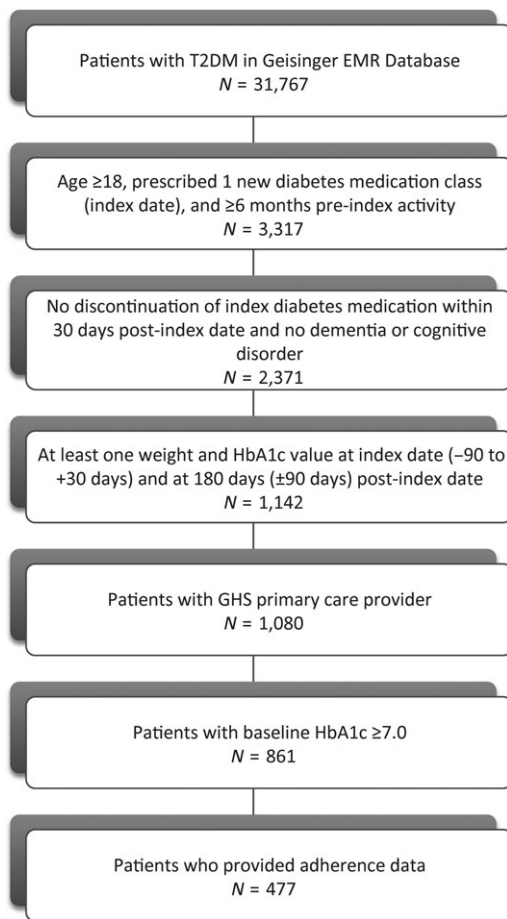 Patients with T2DM in Geisinger EMR Database
N = 31,767
Age ≥18, prescribed 1 new diabetes medication class
(index date), and ≥6 months pre-index activity
N = 3,317
No discontinuation of index diabetes medication within
30 days post-index date and no dementia or cognitive
disorder
N = 2,371
At least one weight and HbA1c value at index date (−90 to
+30 days) and at 180 days (±90 days) post-index date
N = 1,142
Patients with GHS primary care provider
N = 1,080
Patients with baseline HbA1c ≥7.0
N = 861
Patients who provided adherence data
N = 477